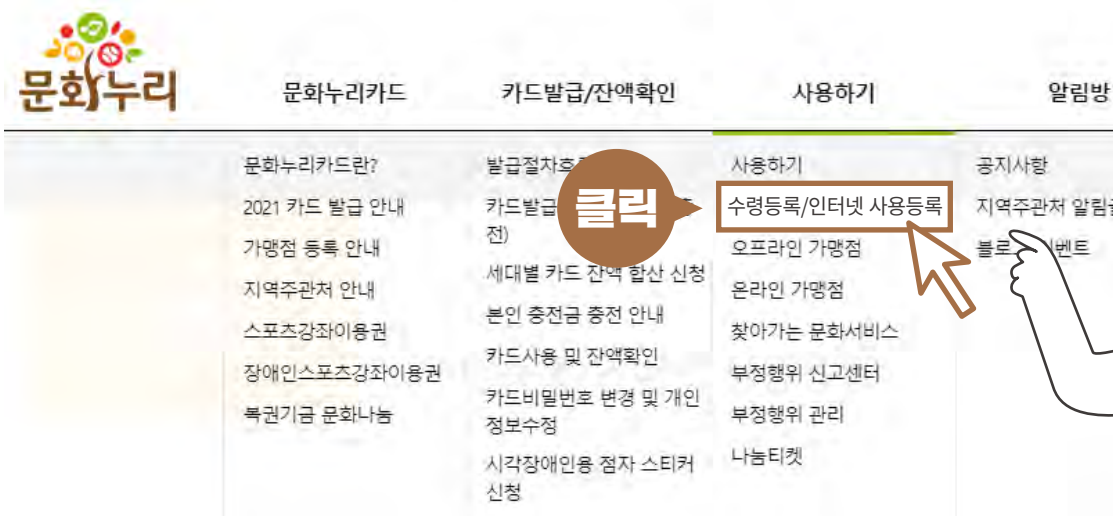 문화누리
문화누리카드
카드발급/잔액확인
사용하기
알림방
문화누리카드란?
2021 카드 발급 안내
가맹점 등록 안내
지역주관처 안내
스포츠강좌이용권
장애인스포츠강좌이용권
복권기금 문화나눔
발급절차
카드발급
전)
세대별 카드 잔액 합산 신청
본인 충전금 충전 안내
카드사용 및 잔액확인
카드비밀번호 변경 및 개인
정보수정
시각장애인용 점자 스티커
신청
클릭
사용하기
수령등록/인터넷 사용등록
오프라인 가맹점
온라인 가맹점
찾아가는 문화서비스
부정행위 신고센터
부정행위 관리
나눔티켓
공지사항
지역주관처 알림